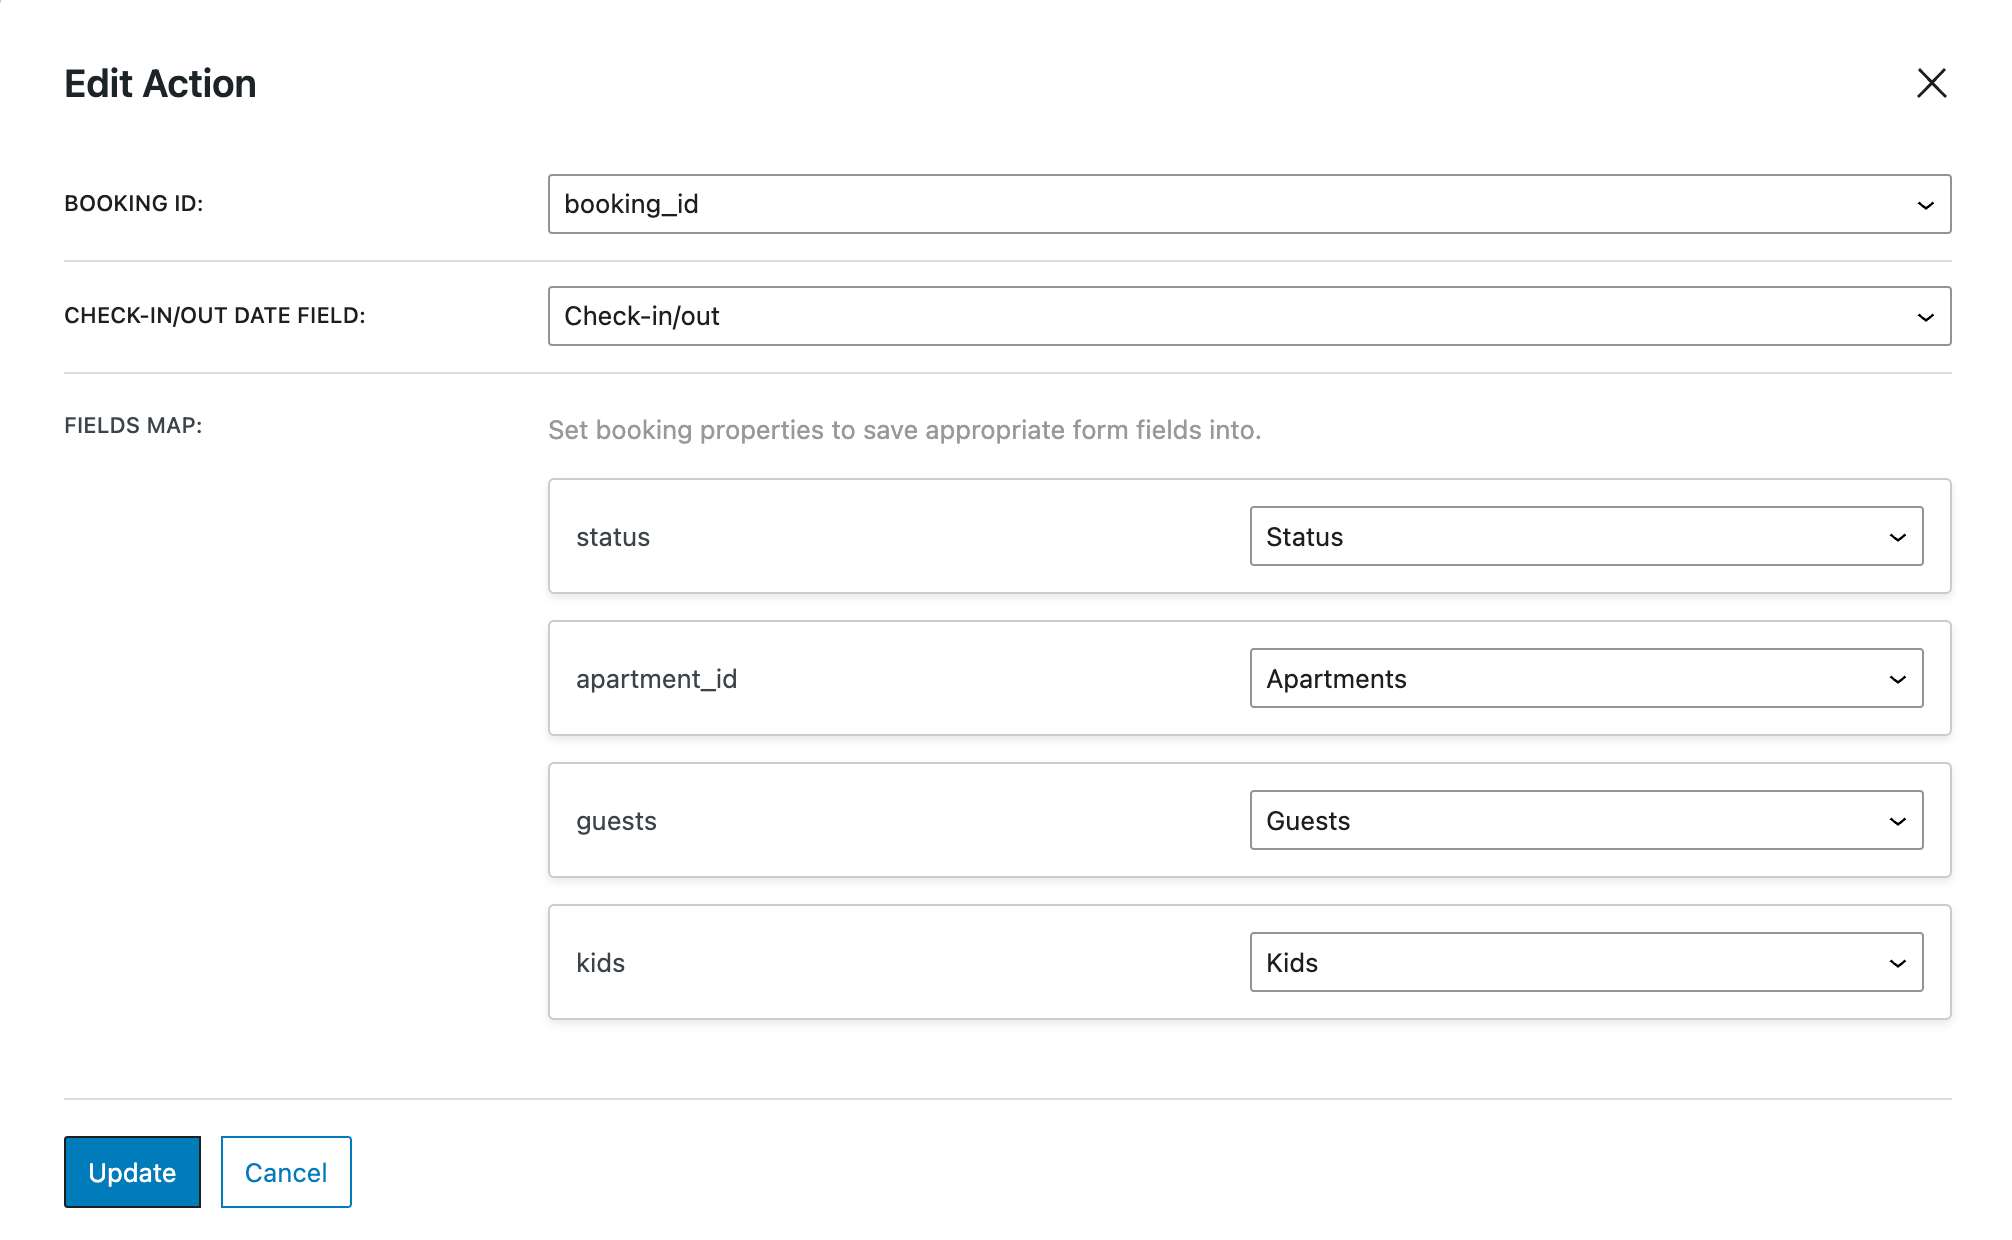 Edit Action
BOOKING ID:
booking_id
CHECK-IN/OUT DATE FIELD:
Check-in/out
FIELDS MAP:
Set booking properties to save appropriate form fields into.
status
Status
apartment_id
Apartments
guests
Guests
kids
Kids
Update
Cancel